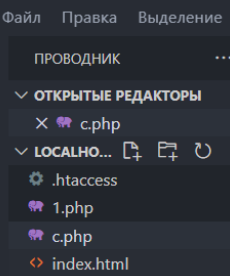 Файл Правка Выделение
ПРОВОДНИК ...
ОТКРЫТЫЕ РЕДАКТОРЫ
c.php
LOCALHO...
.htaccess
1.php
c.php
index.html